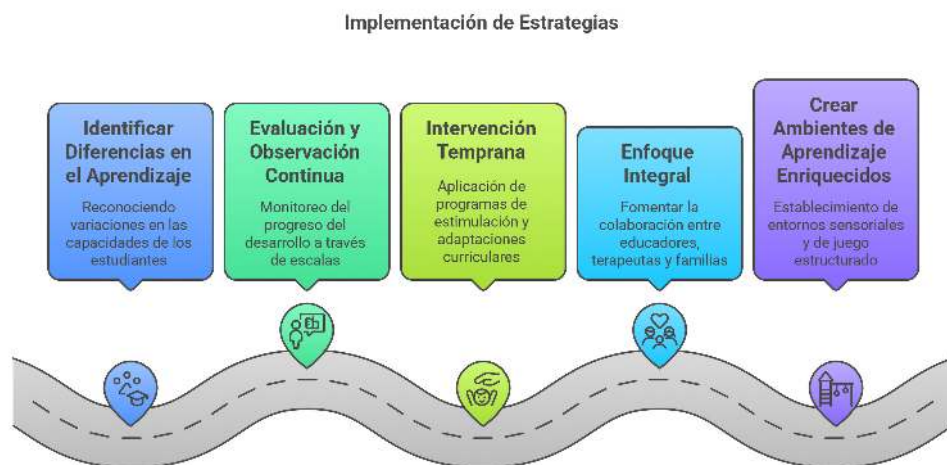 Implementación de Estrategias
Identificar
Diferencias en
el Aprendizaje
Reconociendo
variaciones en las
capacidades de los
estudiantes
Evaluación y
Observación
Continua
Monitoreo del
progreso del
desarrollo a través
de escalas
Intervención
Temprana
Aplicación de
programas de
estimulación y
adaptaciones
curriculares
Enfoque
Integral
Fomentar la
colaboración entre
educadores,
terapeutas y familias
Crear
Ambientes de
Aprendizaje
Enriquecidos
Establecimiento de
entornos sensoriales
y de juego
estructurado